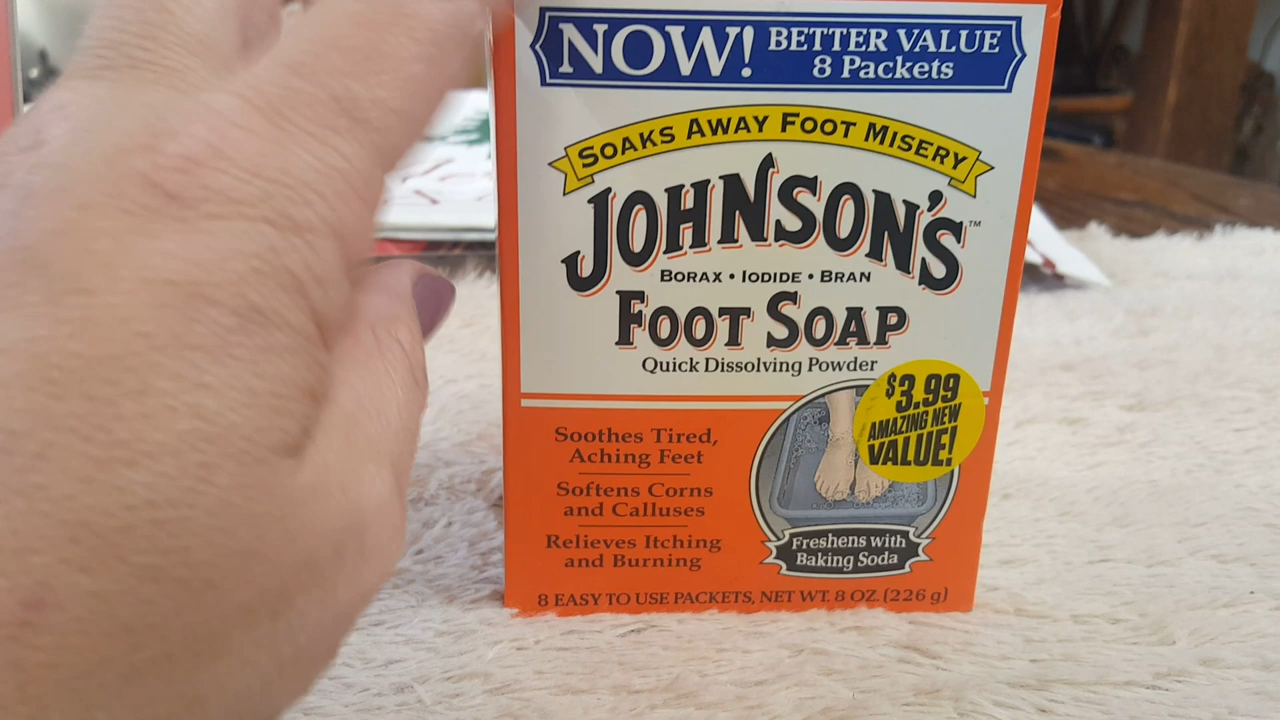 NOW! BETTER VALUE
8 Packets
SOAKS AWAY FOOT MISERY
JOHNSON'S™
BORAX • IODIDE • BRAN
FOOT SOAP
Quick Dissolving Powder
$3.99
AMAZING NEW
VALUE!
Soothes Tired,
Aching Feet
Softens Corns
and Calluses
Relieves Itching
and Burning
Freshens with
Baking Soda
8 EASY TO USE PACKETS, NET WT. 8 OZ. (226 g)